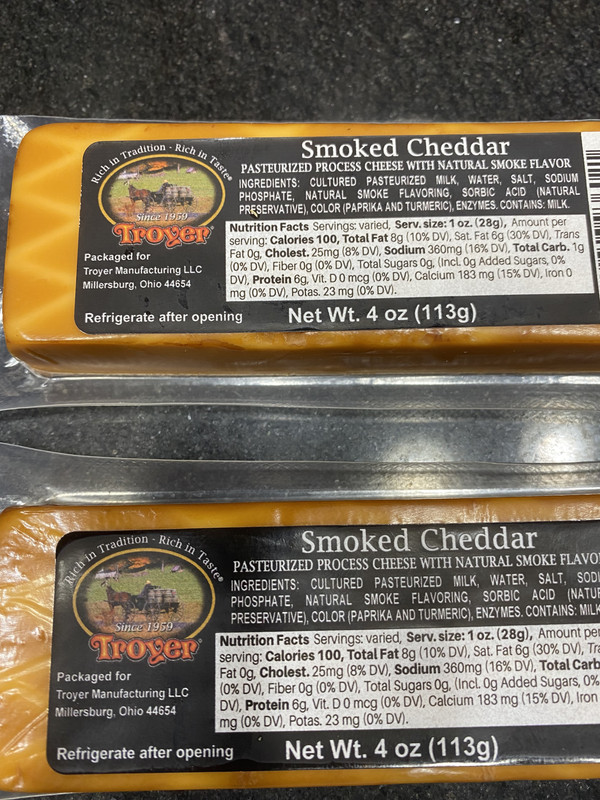 Rich in Tradition - Rich in Taste®
Since 1959
Troyer®
Packaged for
Troyer Manufacturing LLC
Millersburg, Ohio 44654
Refrigerate after opening
Smoked Cheddar
PASTEURIZED PROCESS CHEESE WITH NATURAL SMOKE FLAVOR
INGREDIENTS: CULTURED PASTEURIZED MILK, WATER, SALT, SODIUM
PHOSPHATE, NATURAL SMOKE FLAVORING, SORBIC ACID (NATURAL
PRESERVATIVE), COLOR (PAPRIKA AND TURMERIC), ENZYMES. CONTAINS: MILK.
Nutrition Facts Servings: varied, Serv. size: 1 oz. (28g), Amount per
serving: Calories 100, Total Fat 8g (10% DV), Sat. Fat 6g (30% DV), Trans
Fat 0g, Cholest. 25mg (8% DV), Sodium 360mg (16% DV), Total Carb. 1g
(0% DV), Fiber 0g (0% DV), Total Sugars 0g, (Incl. 0g Added Sugars, 0%
DV), Protein 6g, Vit. D 0 mcg (0% DV), Calcium 183 mg (15% DV), Iron 0
mg (0% DV), Potas. 23 mg (0% DV).
Net Wt. 4 oz (113g)
Rich in Tradition - Rich in Taste®
Since 1959
Troyer®
Packaged for
Troyer Manufacturing LLC
Millersburg, Ohio 44654
Refrigerate after opening
Smoked Cheddar
PASTEURIZED PROCESS CHEESE WITH NATURAL SMOKE FLAVO
INGREDIENTS: CULTURED PASTEURIZED MILK, WATER, SALT, SODI
PHOSPHATE, NATURAL SMOKE FLAVORING, SORBIC ACID (NATUR
PRESERVATIVE), COLOR (PAPRIKA AND TURMERIC), ENZYMES. CONTAINS: MILK
Nutrition Facts Servings: varied, Serv. size: 1 oz. (28g), Amount per
serving: Calories 100, Total Fat 8g (10% DV), Sat. Fat 6g (30% DV), Tra
Fat 0g, Cholest. 25mg (8% DV), Sodium 360mg (16% DV), Total Carb
(0% DV), Fiber 0g (0% DV), Total Sugars 0g, (Incl. 0g Added Sugars, 0%
DV), Protein 6g, Vit. D 0 mcg (0% DV), Calcium 183 mg (15% DV), Iron
mg (0% DV), Potas. 23 mg (0% DV).
Net Wt. 4 oz (113g)